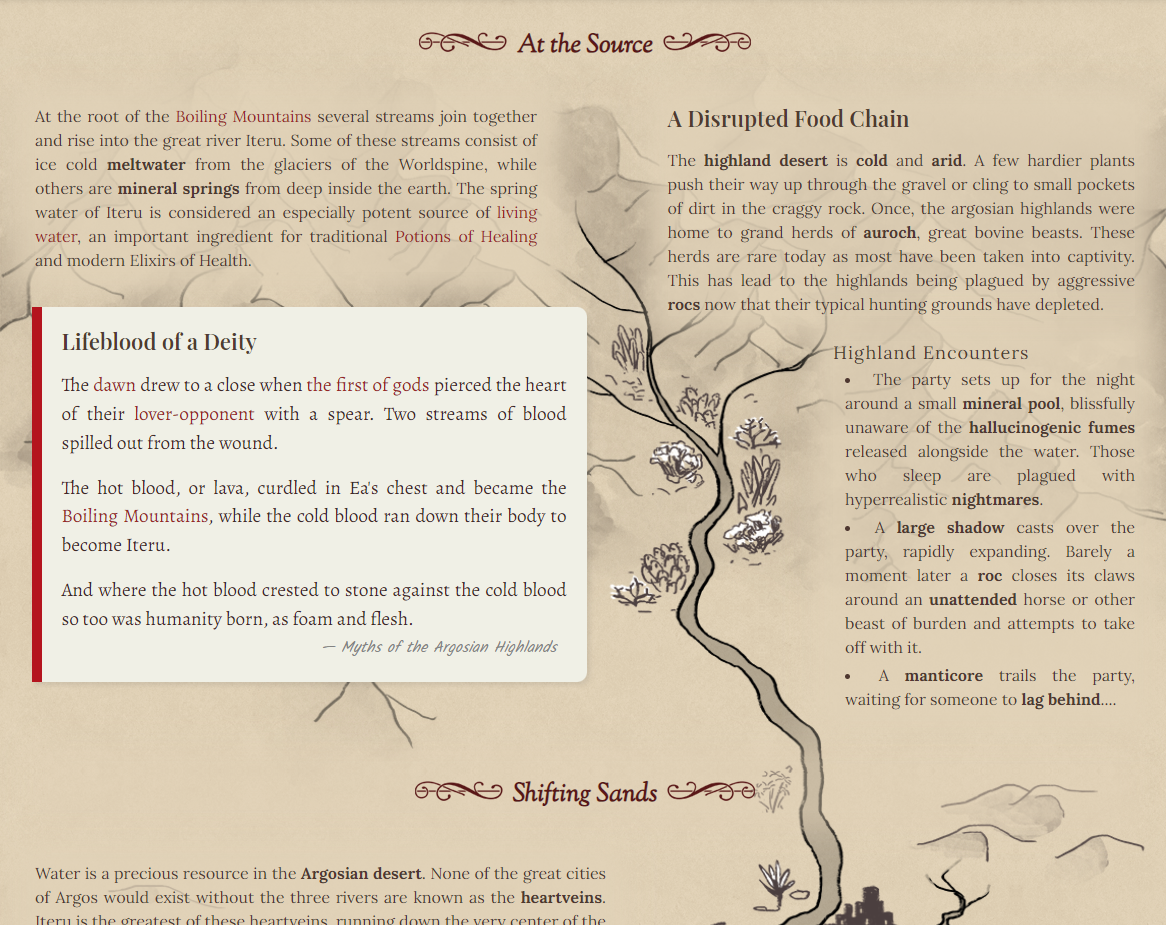 At the Source
At the root of the Boiling Mountains several streams join together
and rise into the great river Iteru. Some of these streams consist of
ice cold meltwater from the glaciers of the Worldspine, while
others are mineral springs from deep inside the earth. The spring
water of Iteru is considered an especially potent source of living
water, an important ingredient for traditional Potions of Healing
and modern Elixirs of Health.
Lifeblood of a Deity
The dawn drew to a close when the first of gods pierced the heart
of their lover-opponent with a spear. Two streams of blood
spilled out from the wound.
The hot blood, or lava, curdled in Ea's chest and became the
Boiling Mountains, while the cold blood ran down their body to
become Iteru.
And where the hot blood crested to stone against the cold blood
so too was humanity born, as foam and flesh.
— Myths of the Argosian Highlands
A Disrupted Food Chain
The highland desert is cold and arid. A few hardier plants
push their way up through the gravel or cling to small pockets
of dirt in the craggy rock. Once, the argosian highlands were
home to grand herds of auroch, great bovine beasts. These
herds are rare today as most have been taken into captivity.
This has lead to the highlands being plagued by aggressive
rocs now that their typical hunting grounds have depleted.
Highland Encounters
• The party sets up for the night
around a small mineral pool, blissfully
unaware of the hallucinogenic fumes
released alongside the water. Those
who sleep are plagued with
hyperrealistic nightmares.
• A large shadow casts over the
party, rapidly expanding. Barely a
moment later a roc closes its claws
around an unattended horse or other
beast of burden and attempts to take
off with it.
• A manticore trails the party,
waiting for someone to lag behind....
Shifting Sands
Water is a precious resource in the Argosian desert. None of the great cities
of Argos would exist without the three rivers are known as the heartveins.
Iteru is the greatest of these heartveins, running down the very center of the